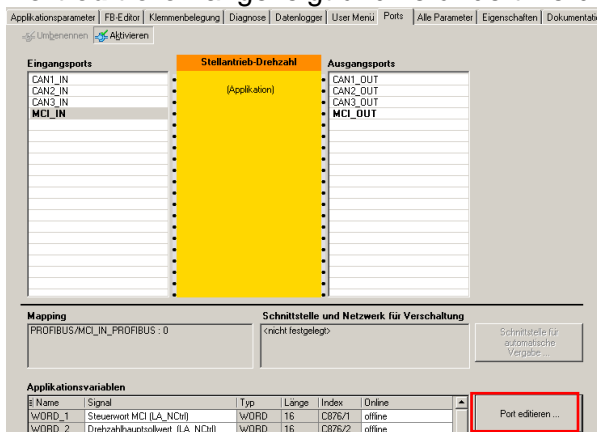 Applikationsparameter FB-Editor Klemmenbelegung Diagnose Datenlogger User Menü Ports Alle Parameter Eigenschaften
Umbenennen Aktivieren
Eingangsports
Stellantrieb-Drehzahl
Ausgangsports
CAN1_IN
CAN2_IN
CAN3_IN
MCI_IN
(Applikation)
CAN1_OUT
CAN2_OUT
CAN3_OUT
MCI_OUT
Mapping
Schnittstelle und Netzwerk für Verschaltung
PROFIBUS/MCI_IN_PROFIBUS : 0
<nicht festgelegt>
Schnittstelle für
automatische
Vergabe ...
Applikationsvariablen
Name Signal Typ Länge Index Online
WORD_1 Steuerwort MCI (LA_NCtrl) WORD 16 C876/1 offline
WORD_2 Drehzahlhauptsollwert (LA_NCtrl) WORD 16 C876/2 offline
Port editieren ...